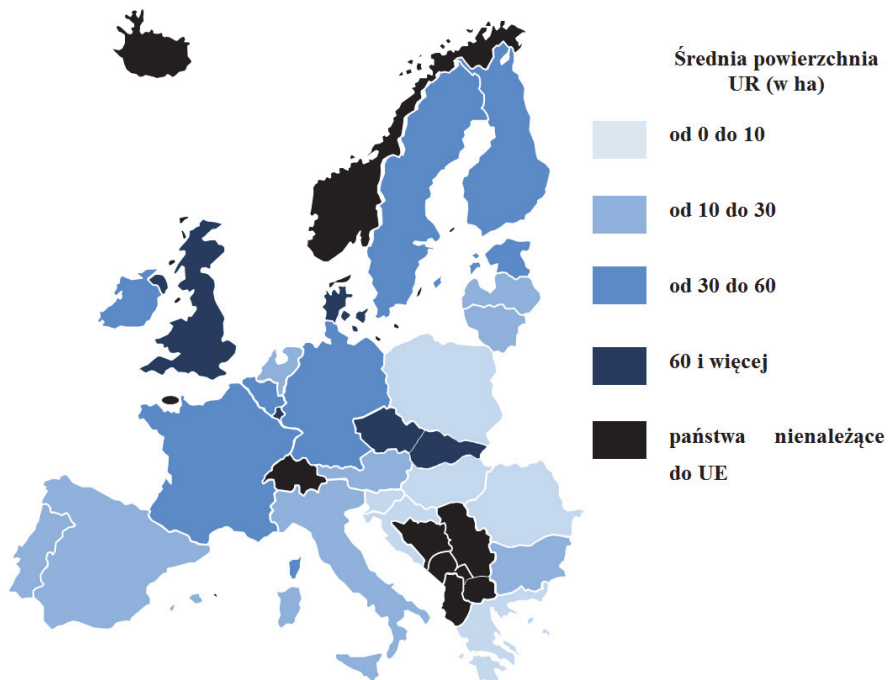 Średnia powierzchnia
UR (w ha)
od 0 do 10
od 10 do 30
od 30 do 60
60 i więcej
państwa nienależące
do UE